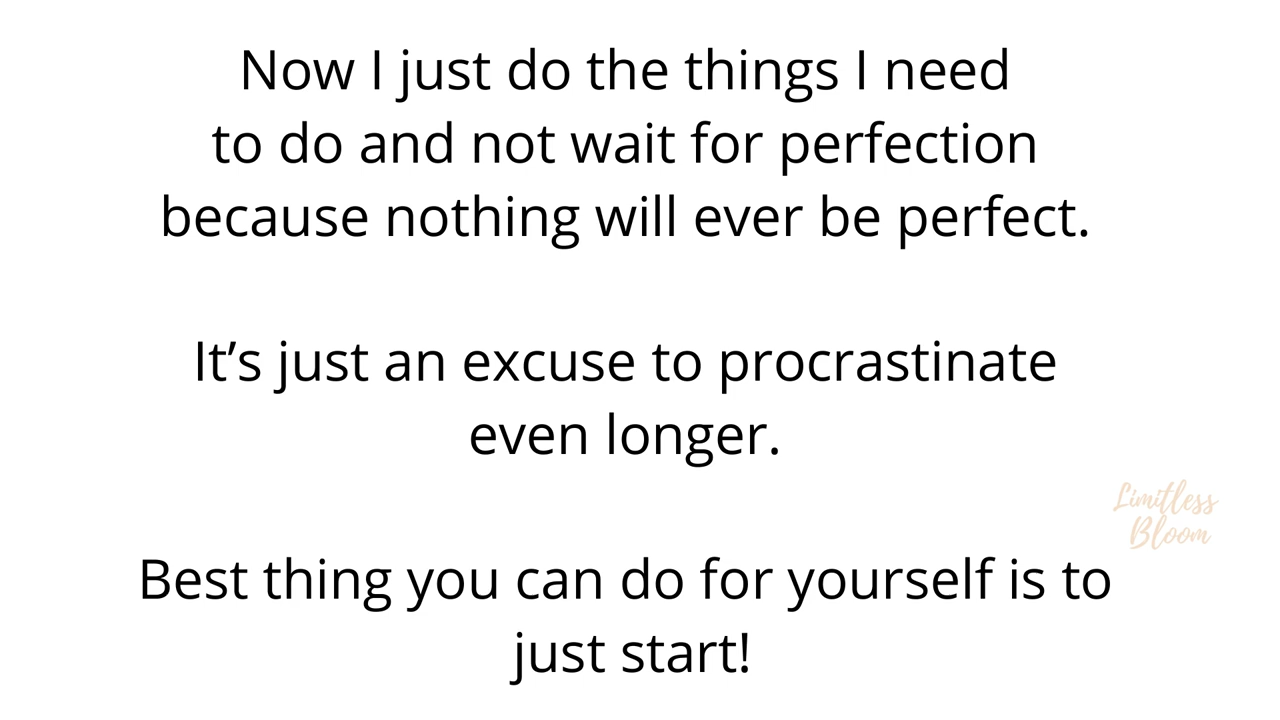 Now I just do the things I need
to do and not wait for perfection
because nothing will ever be perfect.
It’s just an excuse to procrastinate
even longer.
Limitless
Bloom
Best thing you can do for yourself is to
just start!